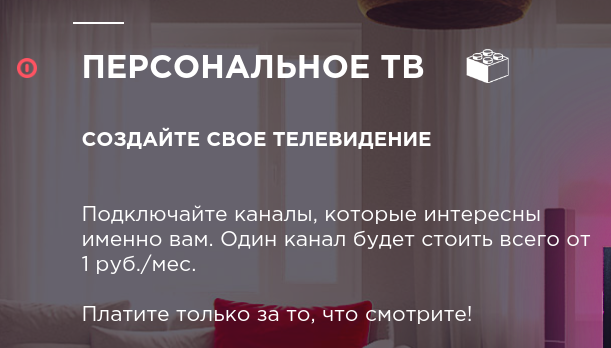 ПЕРСОНАЛЬНОЕ ТВ
СОЗДАЙТЕ СВОЕ ТЕЛЕВИДЕНИЕ
Подключайте каналы, которые интересны
именно вам. Один канал будет стоить всего от
1 руб./мес.
Платите только за то, что смотрите!